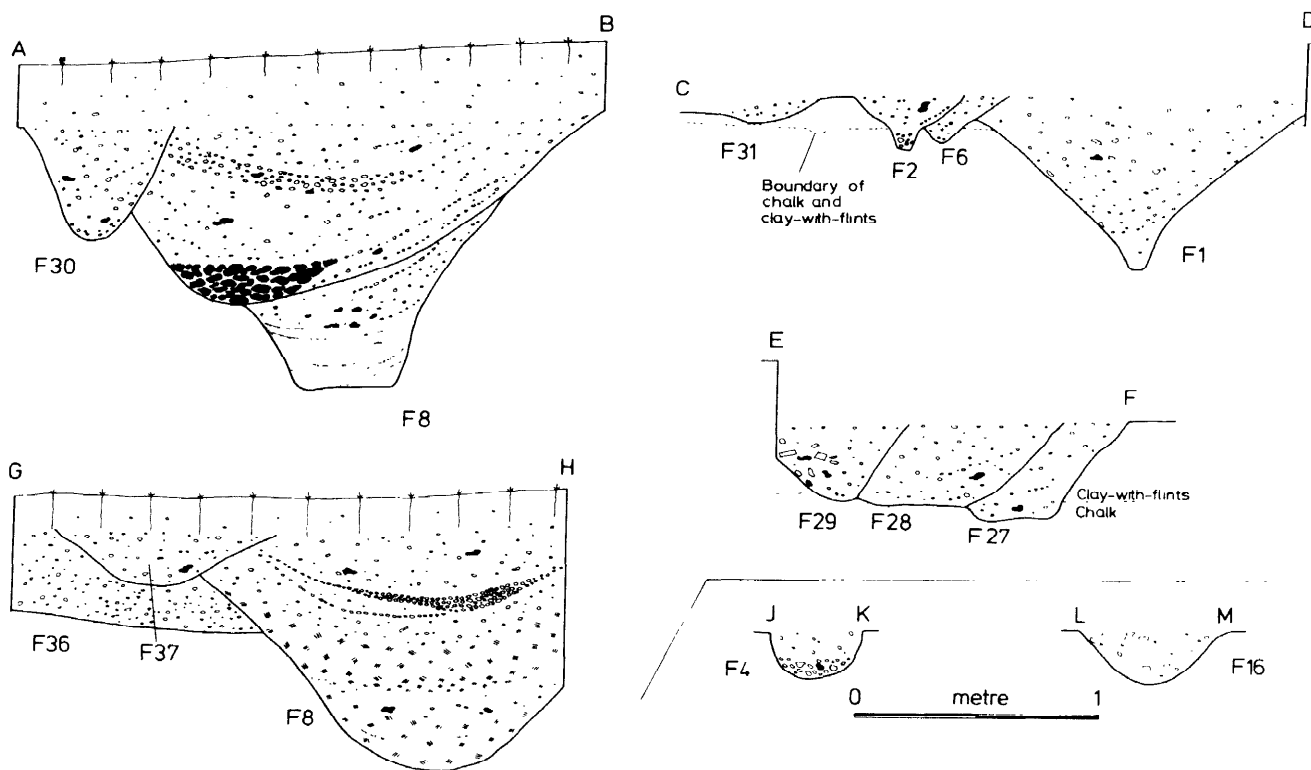 A
B
F30
F8
C
D
F31
F2
F6
Boundary of
chalk and
clay-with-flints
F1
E
F
F29
F28
F27
Clay-with-flints
Chalk
G
H
F36
F37
F8
J
K
L
M
F4
F16
0 metre 1